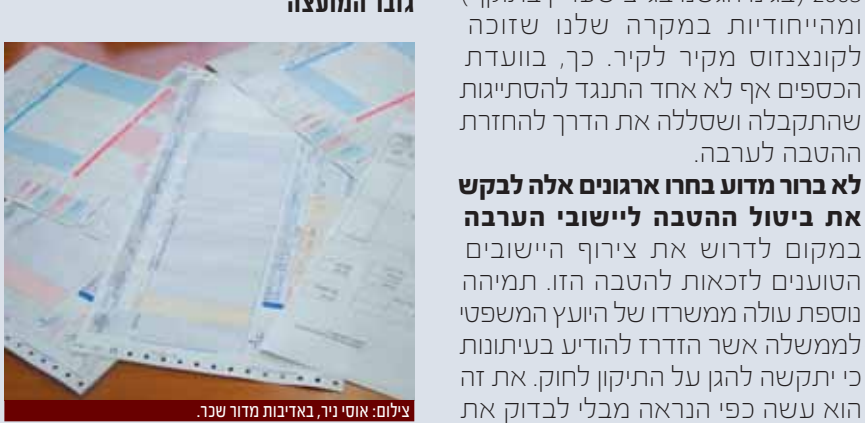 ומהייחודיות במקרה שלנו שזוכה
לקונצנזוס מקיר לקיר. כך, בוועדת
הכספים אף לא אחד התנגד להסתייגות
שהתקבלה ושסללה את הדרך להחזרת
ההטבה לערבה.
לא ברור מדוע בחרו ארגונים אלה לבקש
את ביטול ההטבה ליישובי הערבה
במקום לדרוש את צירוף היישובים
הטוענים לזכאות להטבה הזו. תמיהה
נוספת עולה ממשרדו של היועץ המשפטי
לממשלה אשר הזדרז להודיע בעיתונות
כי יתקשה להגן על התיקון לחוק. את זה
הוא עשה כפי הנראה מבלי לבדוק את
גזבר המועצה
צילום: אוסי ניר, באדיבות מדור שכר.